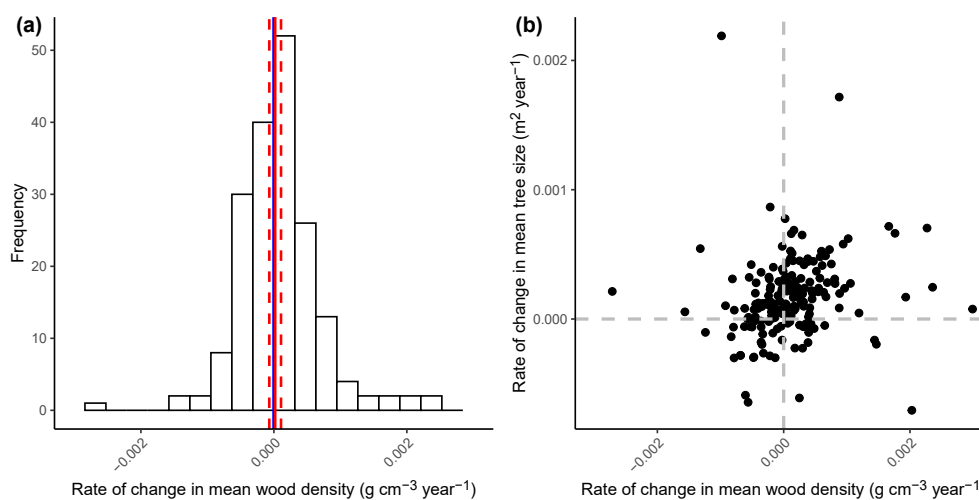 (a)
Frequency
50
40
30
20
10
0
−0.002
0.000
0.002
Rate of change in mean wood density (g cm⁻³ year⁻¹)
(b)
Rate of change in mean tree size (m² year⁻¹)
0.002
0.001
0.000
−0.002
0.000
0.002
Rate of change in mean wood density (g cm⁻³ year⁻¹